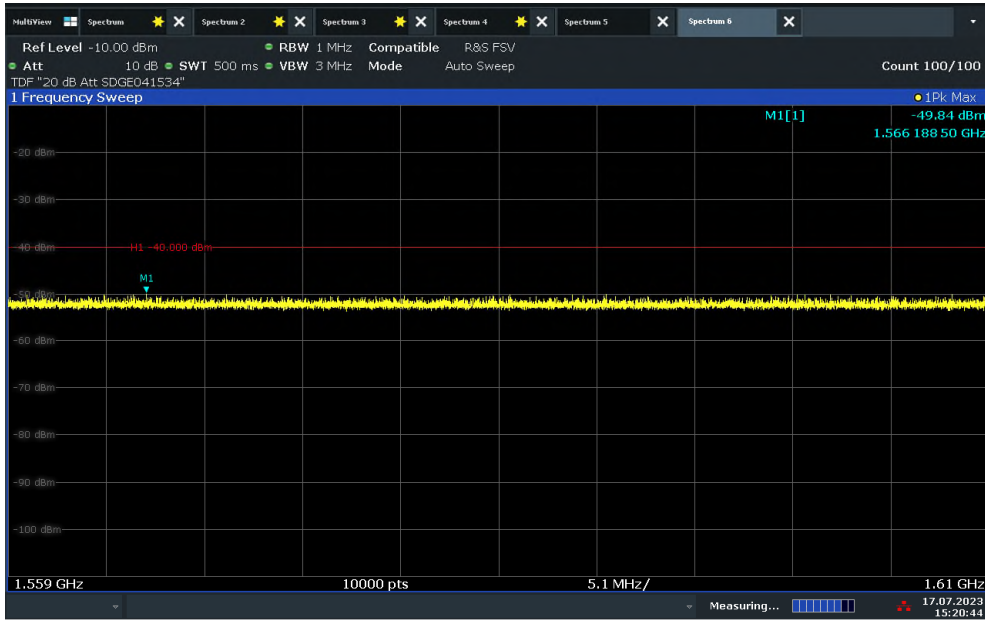 MultiView Spectrum Spectrum 2 Spectrum 3 Spectrum 4 Spectrum 5 Spectrum 6
Ref Level -10.00 dBm RBW 1 MHz Compatible R&S FSV
Att 10 dB SWT 500 ms VBW 3 MHz Mode Auto Sweep Count 100/100
TDF "20 dB Att SDGE041534"
1 Frequency Sweep 1Pk Max
M1[1] -49.84 dBm
1.566 188 50 GHz
-20 dBm
-30 dBm
-40 dBm H1 -40.000 dBm
M1
-50 dBm
-60 dBm
-70 dBm
-80 dBm
-90 dBm
-100 dBm
1.559 GHz 10000 pts 5.1 MHz/ 1.61 GHz
Measuring... 17.07.2023
15:20:44